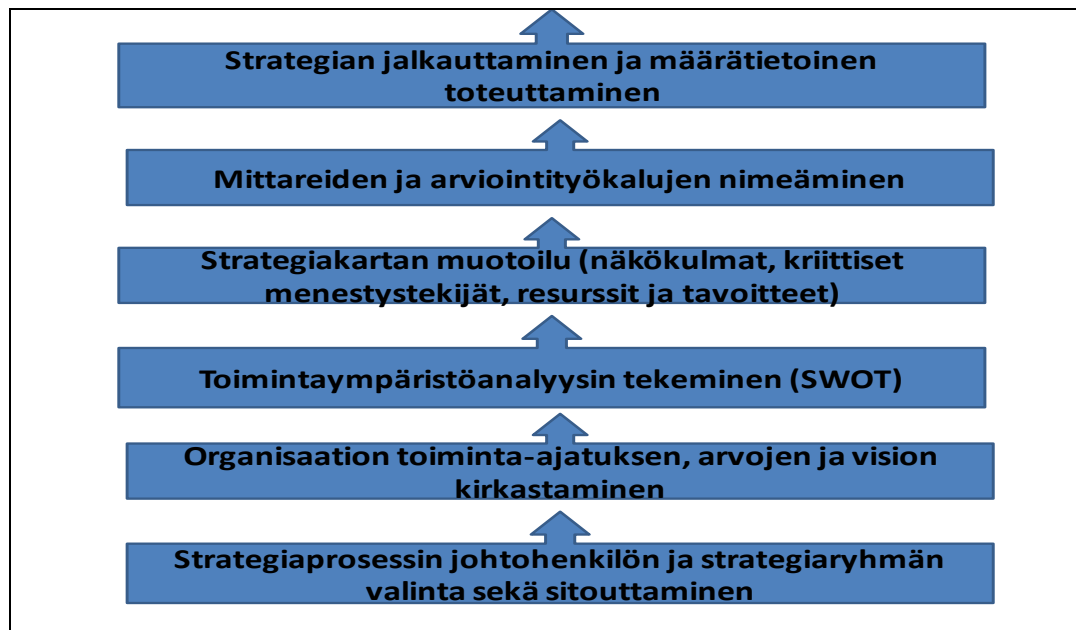 Strategian jalkauttaminen ja määrätietoinen
toteuttaminen
Mittareiden ja arviointityökalujen nimeäminen
Strategiakartan muotoilu (näkökulmat, kriittiset
menestystekijät, resurssit ja tavoitteet)
Toimintaympäristöanalyysin tekeminen (SWOT)
Organisaation toiminta-ajatuksen, arvojen ja vision
kirkastaminen
Strategiaprosessin johtohenkilön ja strategiaryhmän
valinta sekä sitouttaminen